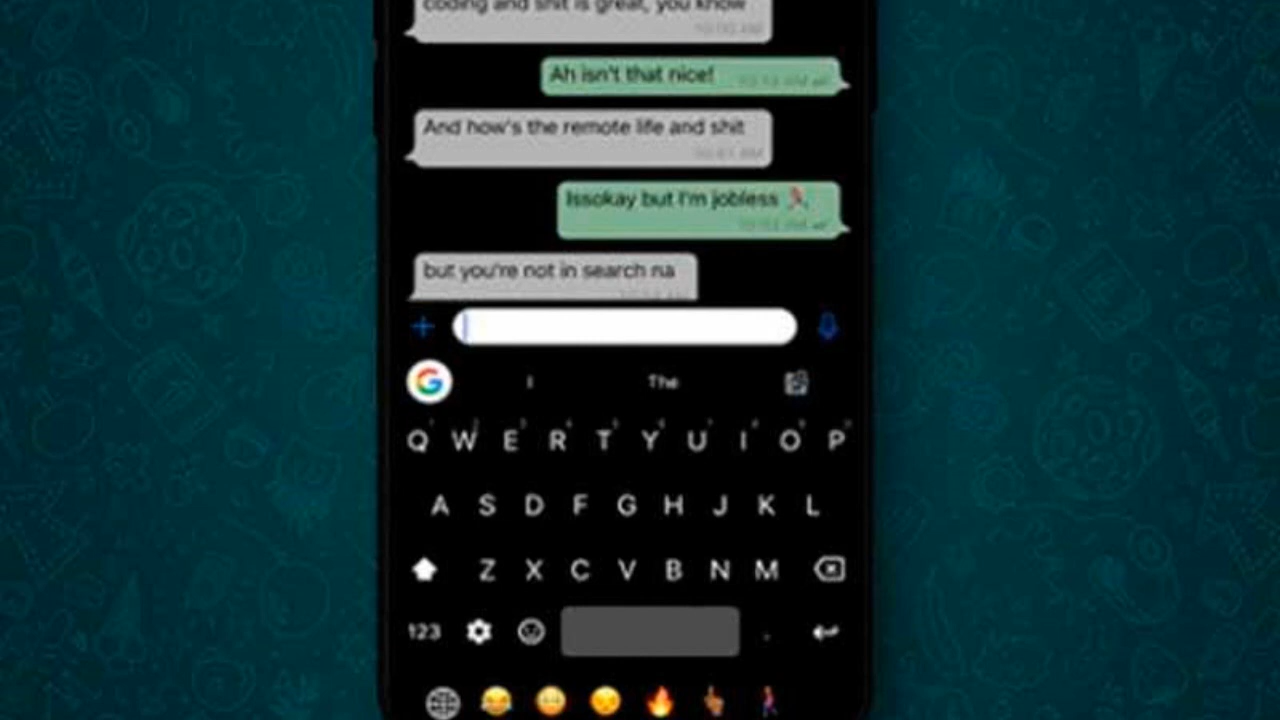 coding and shit is great, you know
Ah isn't that nice!
And how's the remote life and shit
Issokay but I'm jobless
but you're not in search na
I The
Q W E R T Y U I O P
A S D F G H J K L
Z X C V B N M
123 .